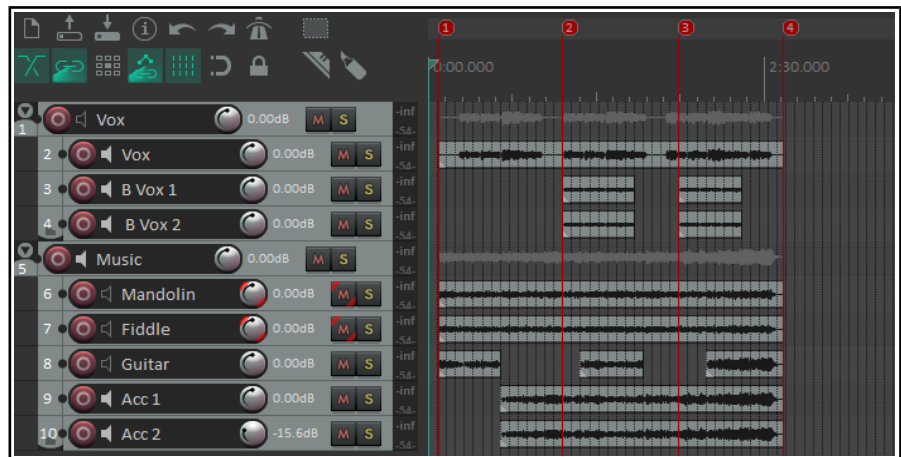 1 2 3 4
0:00.000 2:30.000
1 Vox 0.00dB M S -inf -54-
2 Vox 0.00dB M S -inf -54-
3 B Vox 1 0.00dB M S -inf -54-
4 B Vox 2 0.00dB M S -inf -54-
5 Music 0.00dB M S -inf -54-
6 Mandolin 0.00dB M S -inf -54-
7 Fiddle 0.00dB M S -inf -54-
8 Guitar 0.00dB M S -inf -54-
9 Acc 1 0.00dB M S -inf -54-
10 Acc 2 -15.6dB M S -inf -54-